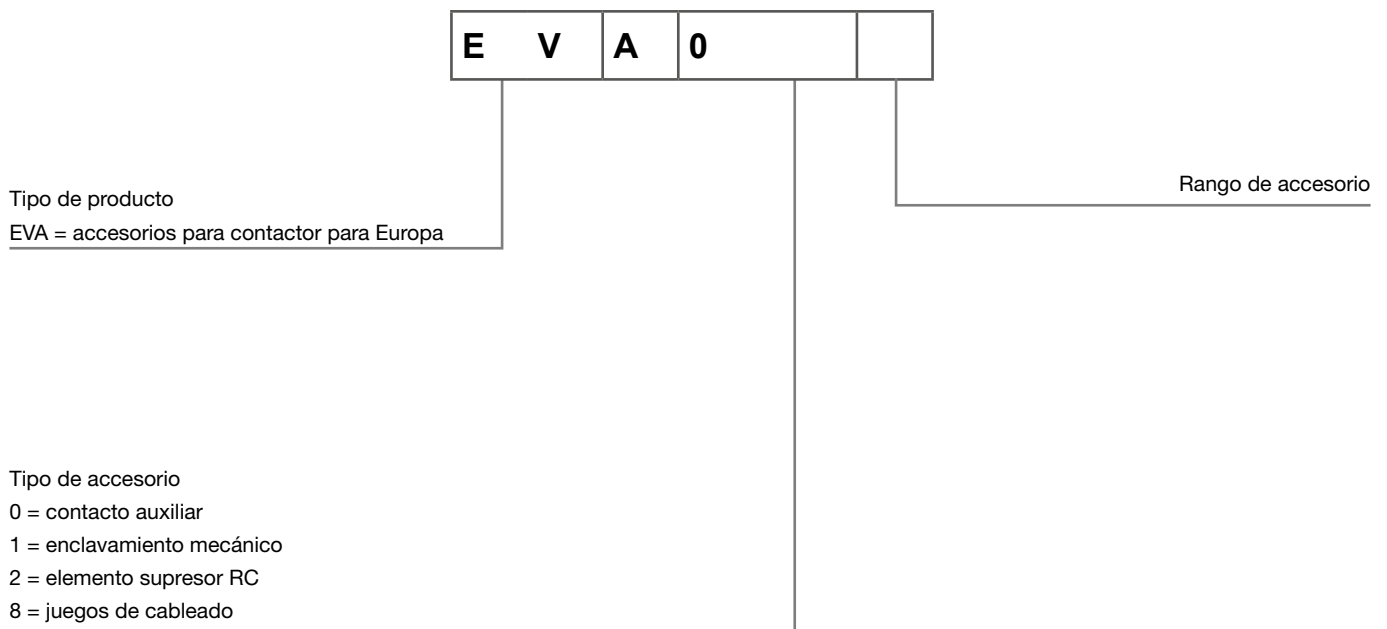 E V A 0
Rango de accesorio
Tipo de producto
EVA = accesorios para contactor para Europa
Tipo de accesorio
0 = contacto auxiliar
1 = enclavamiento mecánico
2 = elemento supresor RC
8 = juegos de cableado